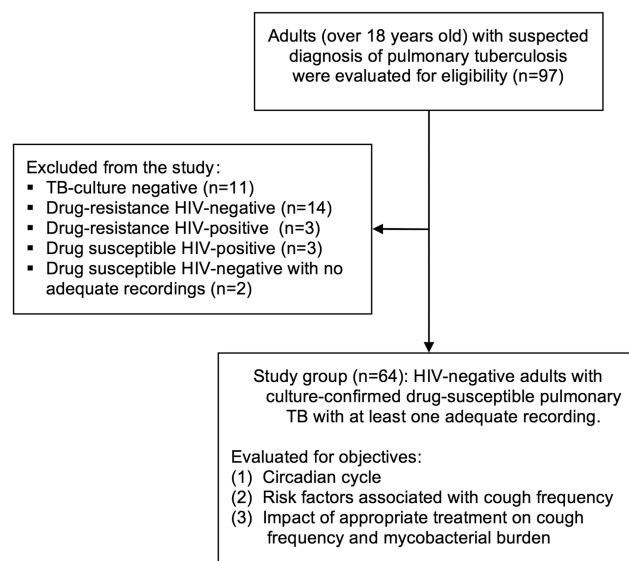 Adults (over 18 years old) with suspected
diagnosis of pulmonary tuberculosis
were evaluated for eligibility (n=97)
Excluded from the study:
▪ TB-culture negative (n=11)
▪ Drug-resistance HIV-negative (n=14)
▪ Drug-resistance HIV-positive (n=3)
▪ Drug susceptible HIV-positive (n=3)
▪ Drug susceptible HIV-negative with no
adequate recordings (n=2)
Study group (n=64): HIV-negative adults with
culture-confirmed drug-susceptible pulmonary
TB with at least one adequate recording.
Evaluated for objectives:
(1) Circadian cycle
(2) Risk factors associated with cough frequency
(3) Impact of appropriate treatment on cough
frequency and mycobacterial burden